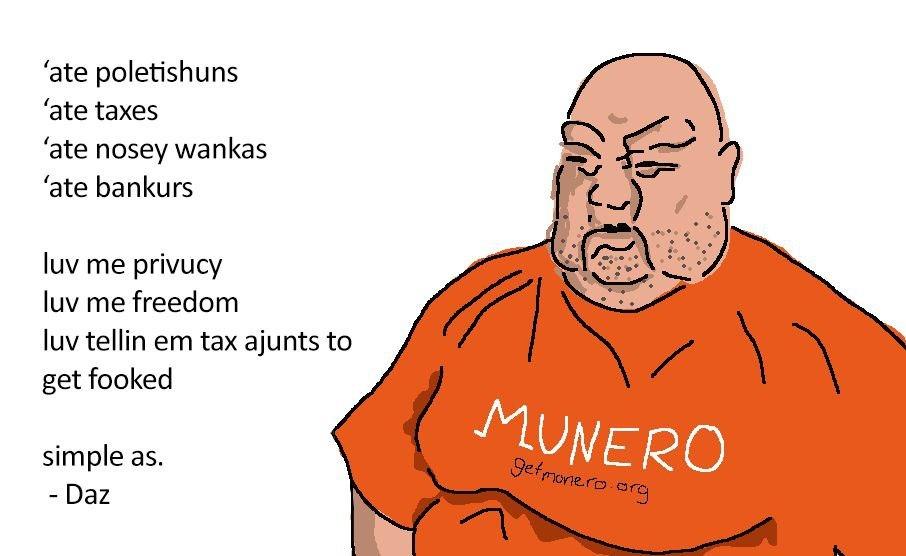 ‘ate poletishuns
‘ate taxes
‘ate nosey wankas
‘ate bankurs
luv me privucy
luv me freedom
luv tellin em tax ajunts to
get fooked
simple as.
- Daz
MUNERO
getmonero.org